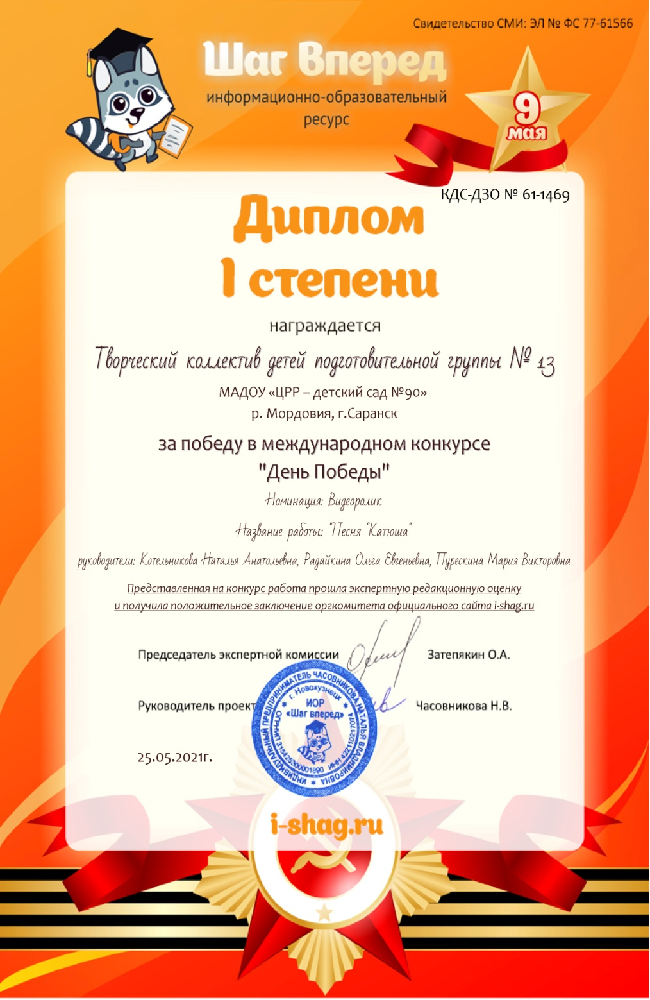 Свидетельство СМИ: ЭЛ № ФС 77-61566
Шаг Вперед
информационно-образовательный
ресурс
9
мая
КДС-ДЗО № 61-1469
Диплом
I степени
награждается
Творческий коллектив детей подготовительной группы № 13
МАДОУ «ЦРР – детский сад №90»
р. Мордовия, г.Саранск
за победу в международном конкурсе
"День Победы"
Номинация: Видеоролик
Название работы: "Песня "Катюша"
руководители: Котельникова Наталья Анатольевна, Радайкина Ольга Евгеньевна, Пурескина Мария Викторовна
Представленная на конкурс работа прошла экспертную редакционную оценку
и получила положительное заключение оргкомитета официального сайта i-shag.ru
Председатель экспертной комиссии Затепякин О.А.
Руководитель проект Часовникова Н.В.
ИНДИВИДУАЛЬНЫЙ ПРЕДПРИНИМАТЕЛЬ ЧАСОВНИКОВА НАТАЛЬЯ ВЛАДИМИРОВНА
г. Новокузнецк
ОГРНИП 315425300001890 ИНН 422110217074
ИОР
«Шаг вперед»
25.05.2021г.
i-shag.ru